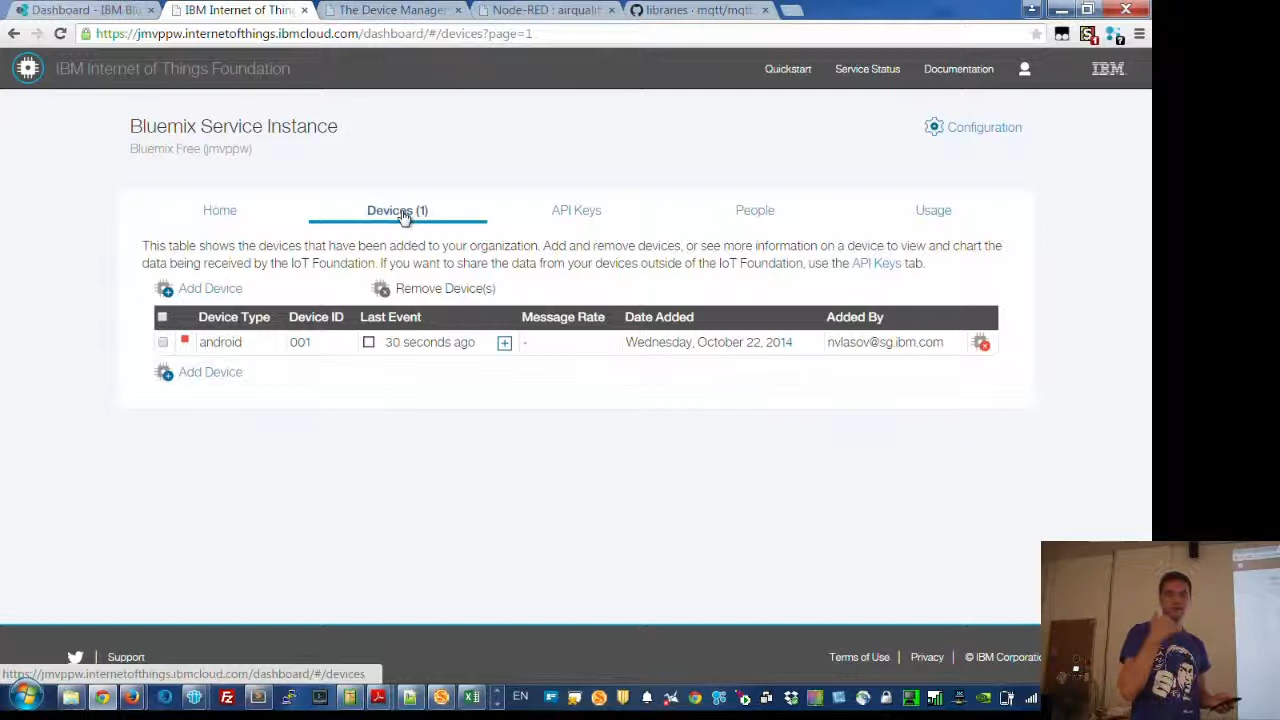 Dashboard - IBM Blu
IBM Internet of Thin
The Device Manager
Node-RED : airquali
libraries · mqtt/mqtt
https://jmvppw.internetofthings.ibmcloud.com/dashboard/#/devices?page=1
IBM Internet of Things Foundation
Quickstart
Service Status
Documentation
IBM
Bluemix Service Instance
Configuration
Bluemix Free (jmvppw)
Home
Devices (1)
API Keys
People
Usage
This table shows the devices that have been added to your organization. Add and remove devices, or see more information on a device to view and chart the
data being received by the IoT Foundation. If you want to share the data from your devices outside of the IoT Foundation, use the API Keys tab.
Add Device
Remove Device(s)
Device Type Device ID Last Event Message Rate Date Added Added By
android 001 30 seconds ago - Wednesday, October 22, 2014 nvlasov@sg.ibm.com
Add Device
Support
Terms of Use
Privacy
© IBM Corporatic
https://jmvppw.internetofthings.ibmcloud.com/dashboard/#/devices
EN